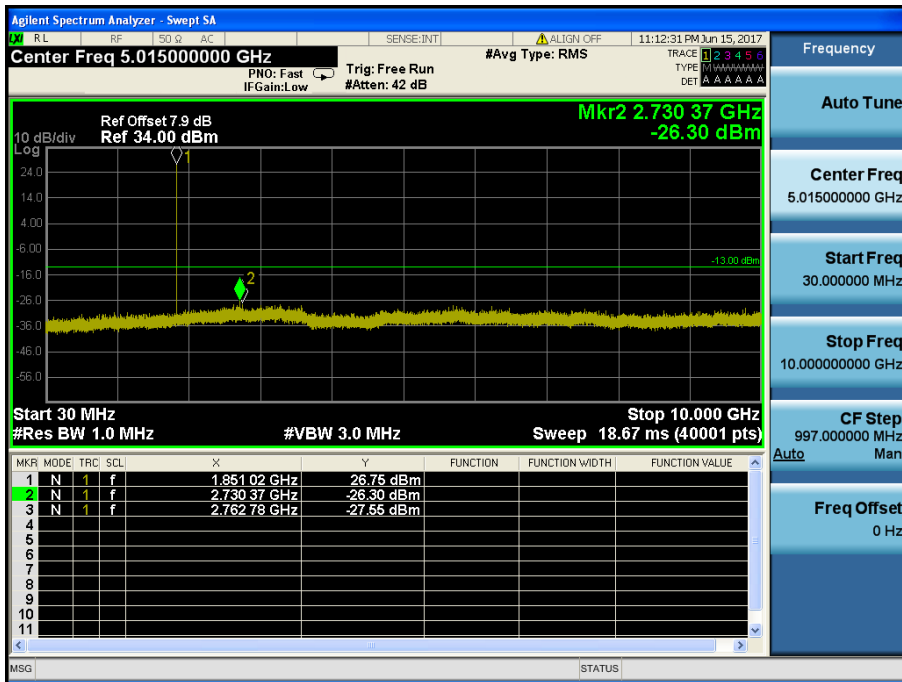 Agilent Spectrum Analyzer - Swept SA
LXI RL RF 50 Ω AC SENSE:INT ALIGN OFF 11:12:31 PM Jun 15, 2017
Center Freq 5.015000000 GHz
PNO: Fast
IFGain:Low
Trig: Free Run
#Atten: 42 dB
#Avg Type: RMS
TRACE 1 2 3 4 5 6
TYPE M WWWWW
DET A A A A A A
Frequency
Mkr2 2.730 37 GHz
-26.30 dBm
Ref Offset 7.9 dB
10 dB/div Ref 34.00 dBm
Log
1
24.0
14.0
4.00
-6.00
-13.00 dBm
-16.0
2
-26.0
-36.0
-46.0
-56.0
Start 30 MHz Stop 10.000 GHz
#Res BW 1.0 MHz #VBW 3.0 MHz Sweep 18.67 ms (40001 pts)
MKR MODE TRC SCL X Y FUNCTION FUNCTION WIDTH FUNCTION VALUE
1 N 1 f 1.851 02 GHz 26.75 dBm
2 N 1 f 2.730 37 GHz -26.30 dBm
3 N 1 f 2.762 78 GHz -27.55 dBm
4
5
6
7
8
9
10
11
MSG STATUS
Auto Tune
Center Freq
5.015000000 GHz
Start Freq
30.000000 MHz
Stop Freq
10.000000000 GHz
CF Step
997.000000 MHz
Auto Man
Freq Offset
0 Hz